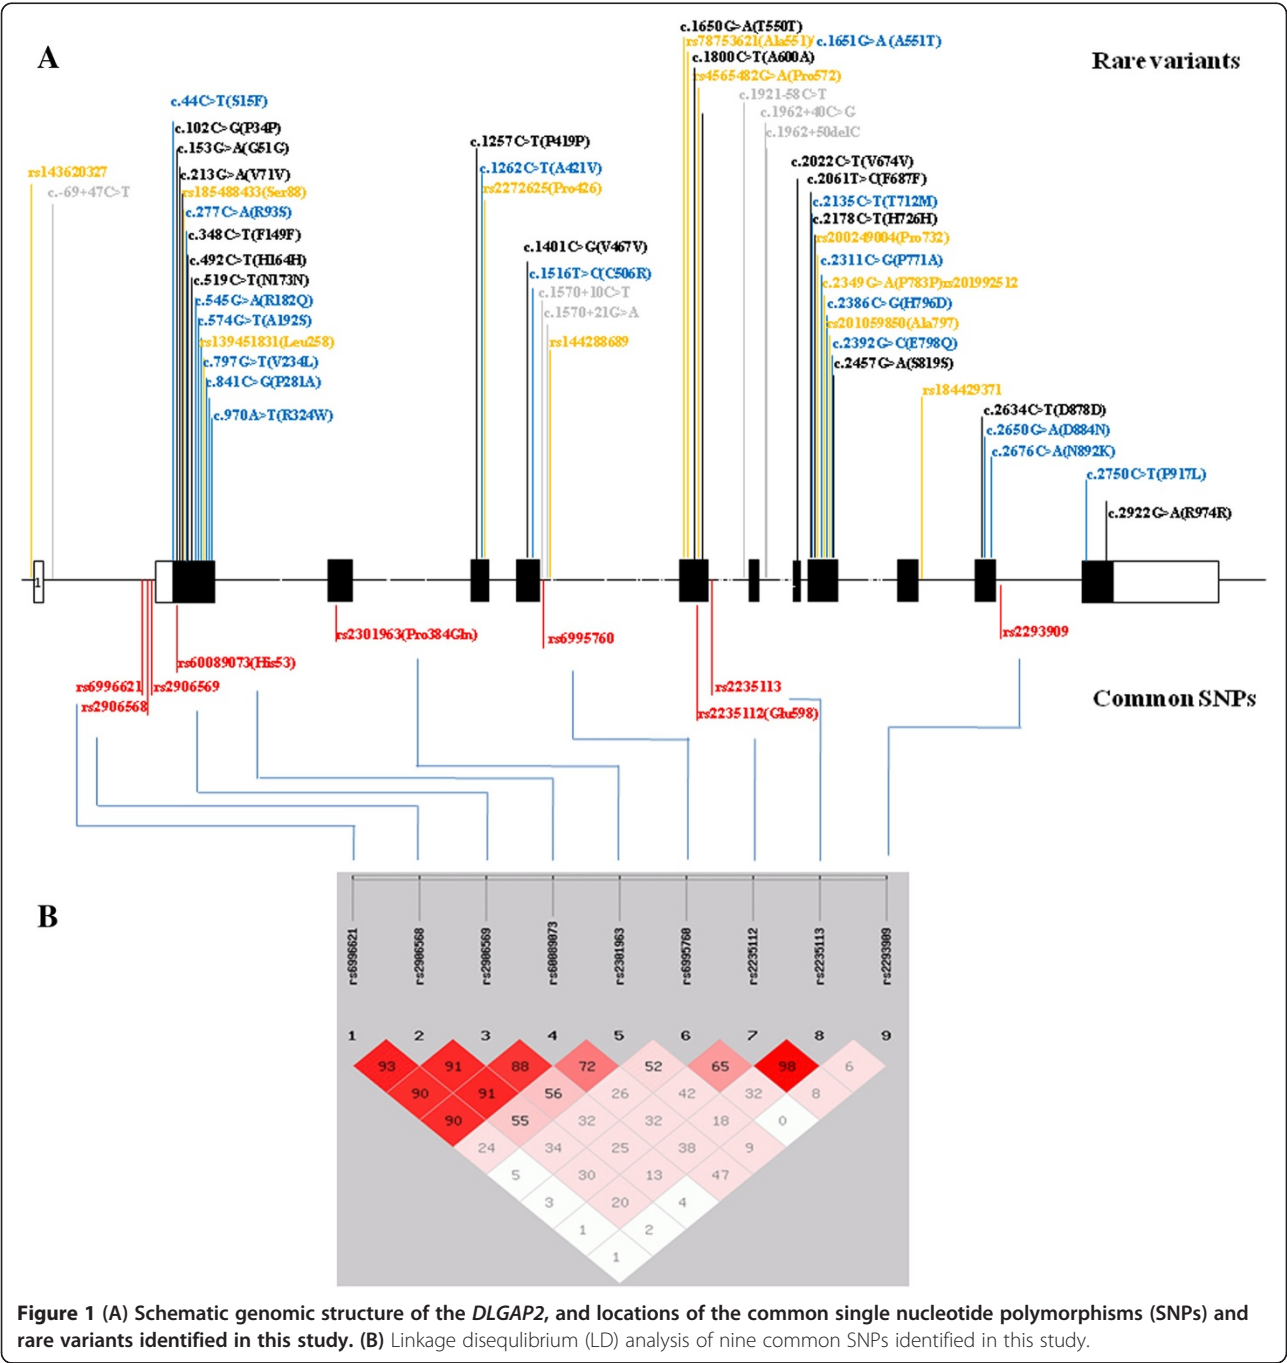 A
Rare variants
c.1650G>A(T550T)
rs78753621(Ala551)/ c.1651G>A (A551T)
c.1800C>T(A600A)
rs4565482G>A(Pro572)
c.1921-58C>T
c.1962+40C>G
c.1962+50delC
c.44C>T(S15F)
c.102C>G(P34P)
c.153G>A(G51G)
c.213G>A(V71V)
rs185488433(Ser88)
c.277C>A(R93S)
c.348C>T(F149F)
c.492C>T(H164H)
c.519C>T(N173N)
c.545G>A(R182Q)
c.574G>T(A192S)
rs139451831(Leu258)
c.797G>T(V234L)
c.841C>G(P281A)
c.970A>T(R324W)
rs143620327
c.-69+47C>T
c.1257C>T(P419P)
c.1262C>T(A421V)
rs2272625(Pro426)
c.1401C>G(V467V)
c.1516T>C(C506R)
c.1570+10C>T
c.1570+21G>A
rs144288689
c.2022C>T(V674V)
c.2061T>C(F687F)
c.2135C>T(T712M)
c.2178C>T(H726H)
rs200249004(Pro732)
c.2311C>G(P771A)
c.2349G>A(P783P)rs201992512
c.2386C>G(H796D)
rs201059850(Ala797)
c.2392G>C(E798Q)
c.2457G>A(S819S)
rs184429371
c.2634C>T(D878D)
c.2650G>A(D884N)
c.2676C>A(N892K)
c.2750C>T(P917L)
c.2922G>A(R974R)
1
rs2301963(Pro384Gln)
rs6995760
rs2293909
rs60089073(His53)
rs6996621
rs2906569
rs2906568
rs2235113
rs2235112(Glu598)
Common SNPs
B
rs6996621
rs2906568
rs2906569
rs60089073
rs2301963
rs6995760
rs2235112
rs2235113
rs2293909
1 2 3 4 5 6 7 8 9
93 91 88 72 52 65 98 6
90 91 56 26 42 32 8
90 55 32 32 18 0
24 34 25 38 9
5 30 13 47
3 20 4
1 2
1
Figure 1 (A) Schematic genomic structure of the DLGAP2, and locations of the common single nucleotide polymorphisms (SNPs) and
rare variants identified in this study. (B) Linkage disequlibrium (LD) analysis of nine common SNPs identified in this study.